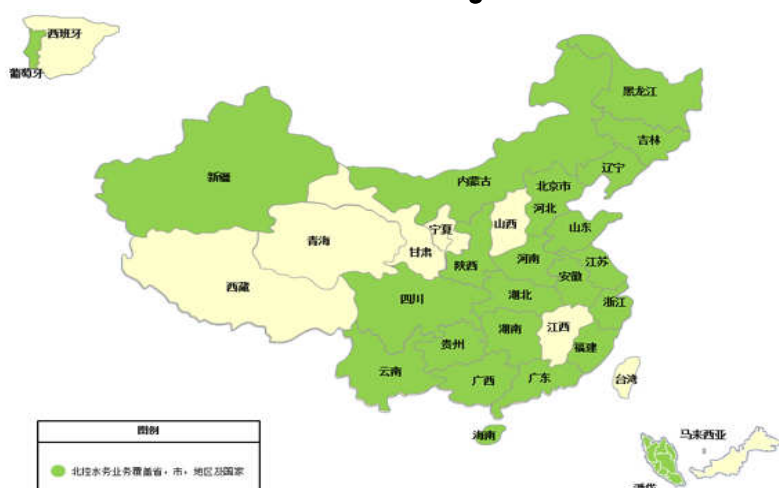 西班牙
葡萄牙
黑龙江
吉林
辽宁
新疆
内蒙古
北京市
河北
山西
宁夏
山东
青海
甘肃
陕西
河南
江苏
安徽
西藏
四川
湖北
浙江
湖南
江西
贵州
福建
云南
广西
广东
台湾
海南
马来西亚
图例
北控水务业务覆盖省,市,地区及国家